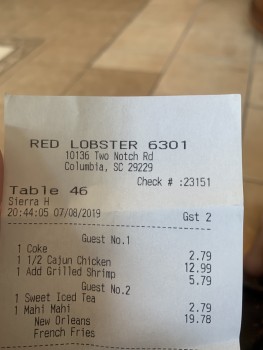 RED LOBSTER 6301
10136 Two Notch Rd
Columbia, SC 29229
Check # :23151
Table 46
Sierra H
20:44:05 07/08/2019 Gst 2
Guest No.1
1 Coke 2.79
1 1/2 Cajun Chicken 12.99
1 Add Grilled Shrimp 5.79
Guest No.2
1 Sweet Iced Tea 2.79
1 Mahi Mahi 19.78
New Orleans
French Fries